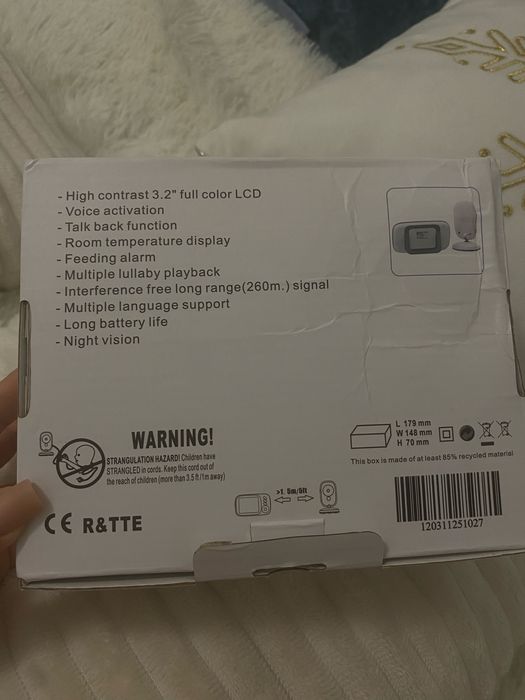 - High contrast 3.2" full color LCD
- Voice activation
- Talk back function
- Room temperature display
- Feeding alarm
- Multiple lullaby playback
- Interference free long range(260m.) signal
- Multiple language support
- Long battery life
- Night vision
WARNING!
STRANGULATION HAZARD! Children have
STRANGLED in cords. Keep this cord out of
the reach of children (more than 3.5 ft/1m away)
CE R&TTE
>1.5m/5ft
L 179 mm
W 148 mm
H 70 mm
This box is made of at least 85% recycled material
120311251027